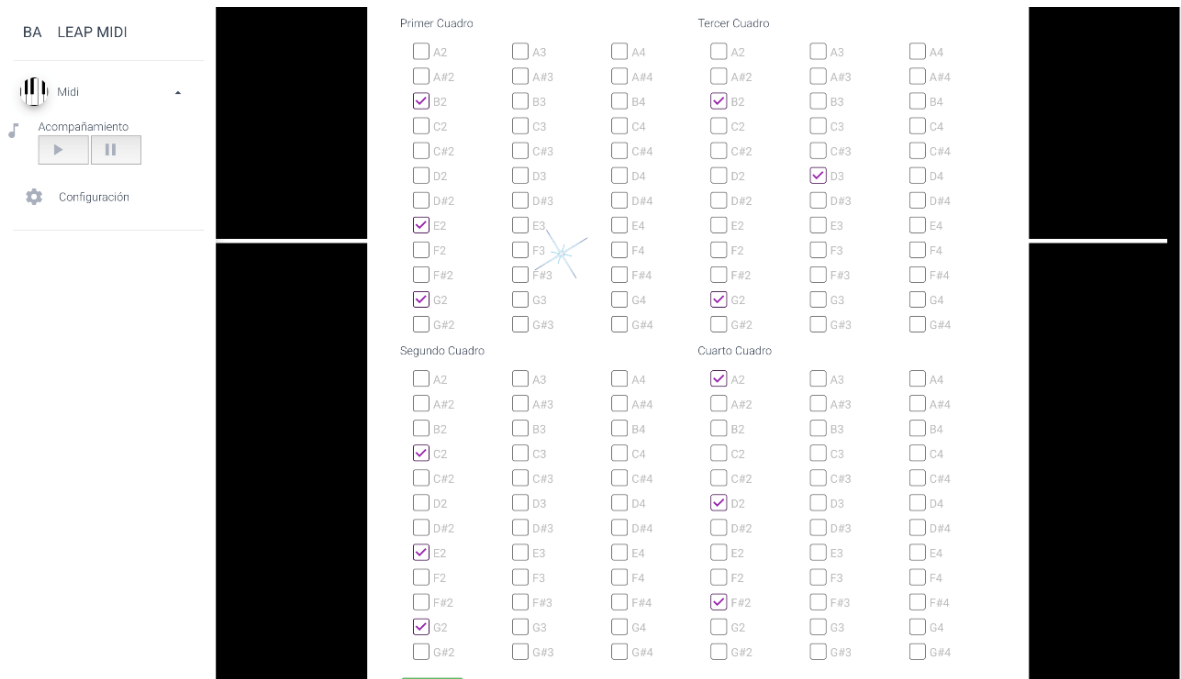 BA LEAP MIDI
Midi
Acompañamiento
Configuración
Primer Cuadro
A2 A3 A4
A#2 A#3 A#4
B2 B3 B4
C2 C3 C4
C#2 C#3 C#4
D2 D3 D4
D#2 D#3 D#4
E2 E3 E4
F2 F3 F4
F#2 F#3 F#4
G2 G3 G4
G#2 G#3 G#4
Tercer Cuadro
A2 A3 A4
A#2 A#3 A#4
B2 B3 B4
C2 C3 C4
C#2 C#3 C#4
D2 D3 D4
D#2 D#3 D#4
E2 E3 E4
F2 F3 F4
F#2 F#3 F#4
G2 G3 G4
G#2 G#3 G#4
Segundo Cuadro
A2 A3 A4
A#2 A#3 A#4
B2 B3 B4
C2 C3 C4
C#2 C#3 C#4
D2 D3 D4
D#2 D#3 D#4
E2 E3 E4
F2 F3 F4
F#2 F#3 F#4
G2 G3 G4
G#2 G#3 G#4
Cuarto Cuadro
A2 A3 A4
A#2 A#3 A#4
B2 B3 B4
C2 C3 C4
C#2 C#3 C#4
D2 D3 D4
D#2 D#3 D#4
E2 E3 E4
F2 F3 F4
F#2 F#3 F#4
G2 G3 G4
G#2 G#3 G#4